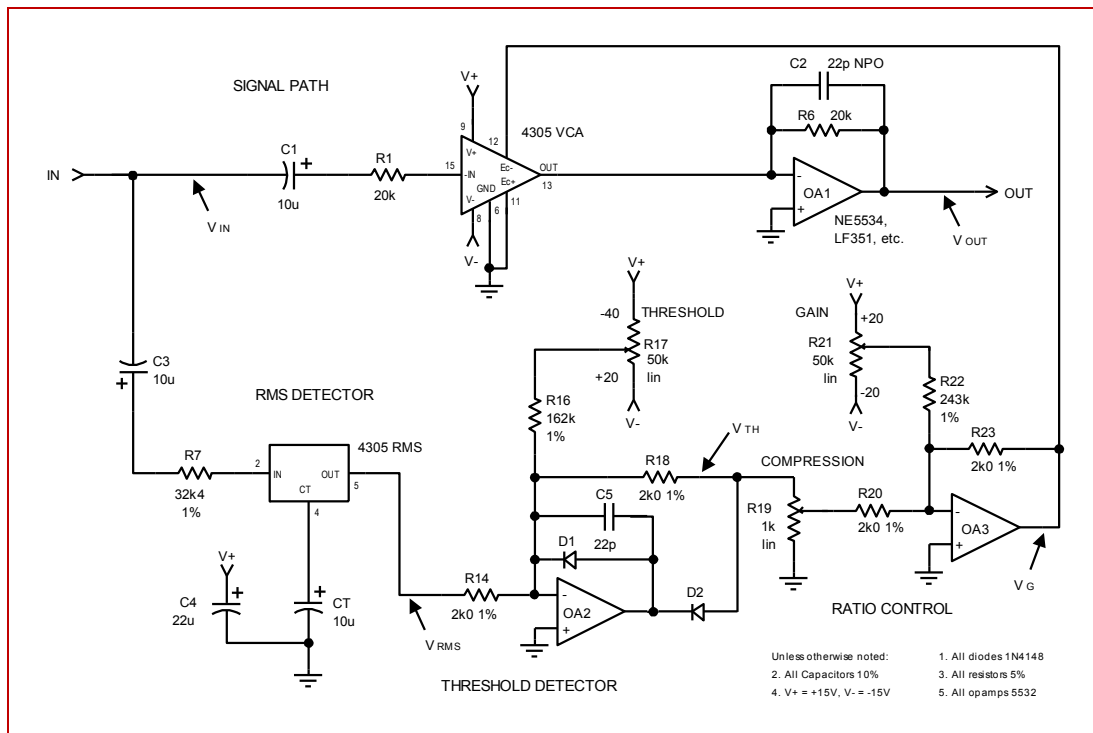 SIGNAL PATH
V+
9
12
4305 VCA
C2
22p NPO
R6
20k
IN
C1
+
10u
R1
20k
15
V+
-IN
V-
GND
Ec-
Ec+
OUT
13
8
6
11
V-
V IN
-
+
OA1
NE5534,
LF351, etc.
OUT
V OUT
V+
-40
THRESHOLD
R17
50k
lin
+20
V-
V+
GAIN
+20
R21
50k
lin
-20
V-
C3
+
10u
RMS DETECTOR
R16
162k
1%
R22
243k
1%
V TH
R23
2k0 1%
4305 RMS
R7
32k4
1%
2
IN
OUT
5
CT
4
R18
2k0 1%
COMPRESSION
R19
1k
lin
R20
2k0 1%
-
+
OA3
C5
22p
D1
V+
C4
22u
+
CT
10u
+
R14
2k0 1%
-
+
OA2
D2
V RMS
V G
RATIO CONTROL
THRESHOLD DETECTOR
Unless otherwise noted:
1. All diodes 1N4148
2. All Capacitors 10%
3. All resistors 5%
4. V+ = +15V, V- = -15V
5. All opamps 5532